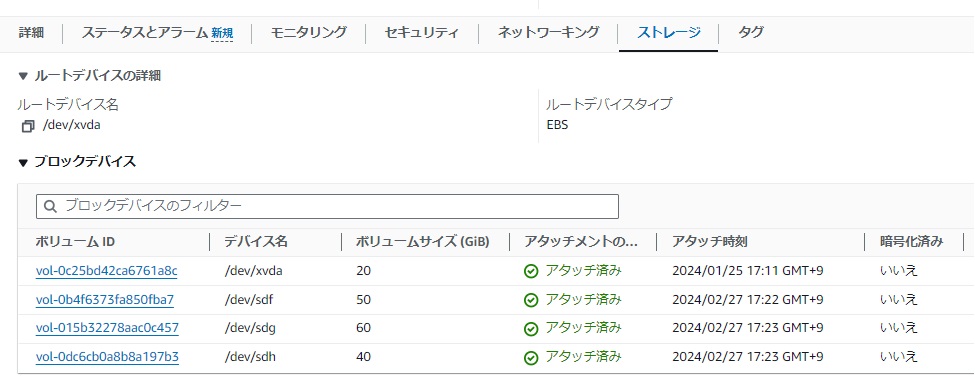 詳細 ステータスとアラーム 新規 モニタリング セキュリティ ネットワーキング ストレージ タグ
▼ ルートデバイスの詳細
ルートデバイス名 ルートデバイスタイプ
/dev/xvda EBS
▼ ブロックデバイス
ブロックデバイスのフィルター
ボリューム ID デバイス名 ボリュームサイズ (GiB) アタッチメントの... アタッチ時刻 暗号化済み
vol-0c25bd42ca6761a8c /dev/xvda 20 アタッチ済み 2024/01/25 17:11 GMT+9 いいえ
vol-0b4f6373fa850fba7 /dev/sdf 50 アタッチ済み 2024/02/27 17:22 GMT+9 いいえ
vol-015b32278aac0c457 /dev/sdg 60 アタッチ済み 2024/02/27 17:23 GMT+9 いいえ
vol-0dc6cb0a8b8a197b3 /dev/sdh 40 アタッチ済み 2024/02/27 17:23 GMT+9 いいえ